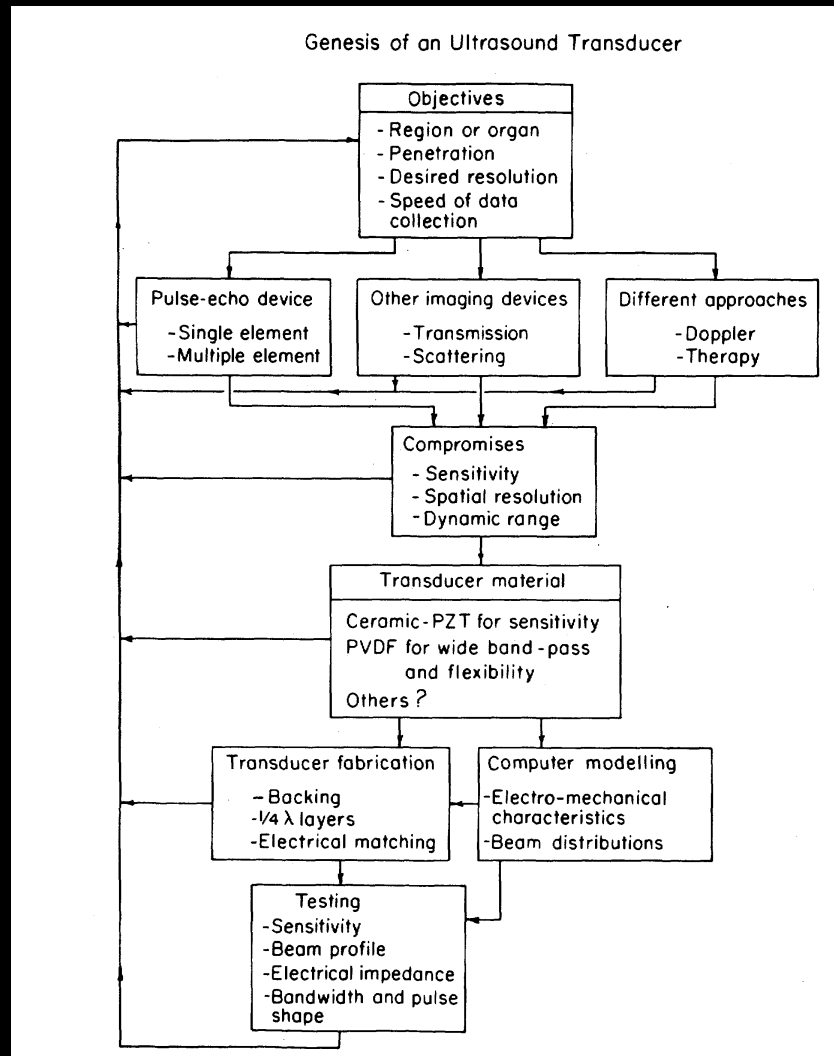 Genesis of an Ultrasound Transducer
Objectives
- Region or organ
- Penetration
- Desired resolution
- Speed of data
collection
Pulse-echo device
- Single element
- Multiple element
Other imaging devices
- Transmission
- Scattering
Different approaches
- Doppler
- Therapy
Compromises
- Sensitivity
- Spatial resolution
- Dynamic range
Transducer material
Ceramic-PZT for sensitivity
PVDF for wide band-pass
and flexibility
Others?
Transducer fabrication
- Backing
- 1/4 λ layers
- Electrical matching
Computer modelling
- Electro-mechanical
characteristics
- Beam distributions
Testing
- Sensitivity
- Beam profile
- Electrical impedance
- Bandwidth and pulse
shape